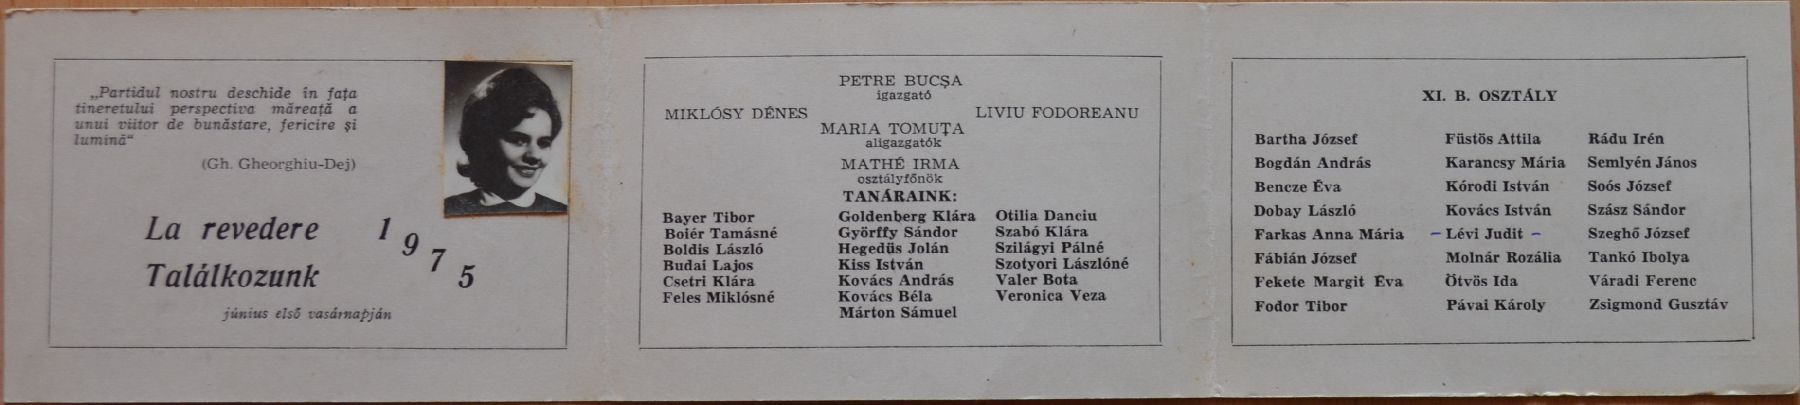 „Partidul nostru deschide în fața
tineretului perspectiva măreață a
unui viitor de bunăstare, fericire și
lumină“
(Gh. Gheorghiu-Dej)
La revedere 1975
Találkozunk
június első vasárnapján
PETRE BUCȘA
igazgató
MIKLÓSY DÉNES LIVIU FODOREANU
MARIA TOMUȚA
aligazgatók
MATHÉ IRMA
osztályfőnök
TANÁRAINK:
Bayer Tibor
Boiér Tamásné
Boldis László
Budai Lajos
Csetri Klára
Feles Miklósné
Goldenberg Klára
Györffy Sándor
Hegedüs Jolán
Kiss István
Kovács András
Kovács Béla
Márton Sámuel
Otilia Danciu
Szabó Klára
Szilágyi Pálné
Szotyori Lászlóné
Valer Bota
Veronica Veza
XI. B. OSZTÁLY
Bartha József
Bogdán András
Bencze Éva
Dobay László
Farkas Anna Mária
Fábián József
Fekete Margit Éva
Fodor Tibor
Füstös Attila
Karancsy Mária
Kórodi István
Kovács István
- Lévi Judit -
Molnár Rozália
Ötvös Ida
Pávai Károly
Rádu Irén
Semlyén János
Soós József
Szász Sándor
Szeghő József
Tankó Ibolya
Váradi Ferenc
Zsigmond Gusztáv